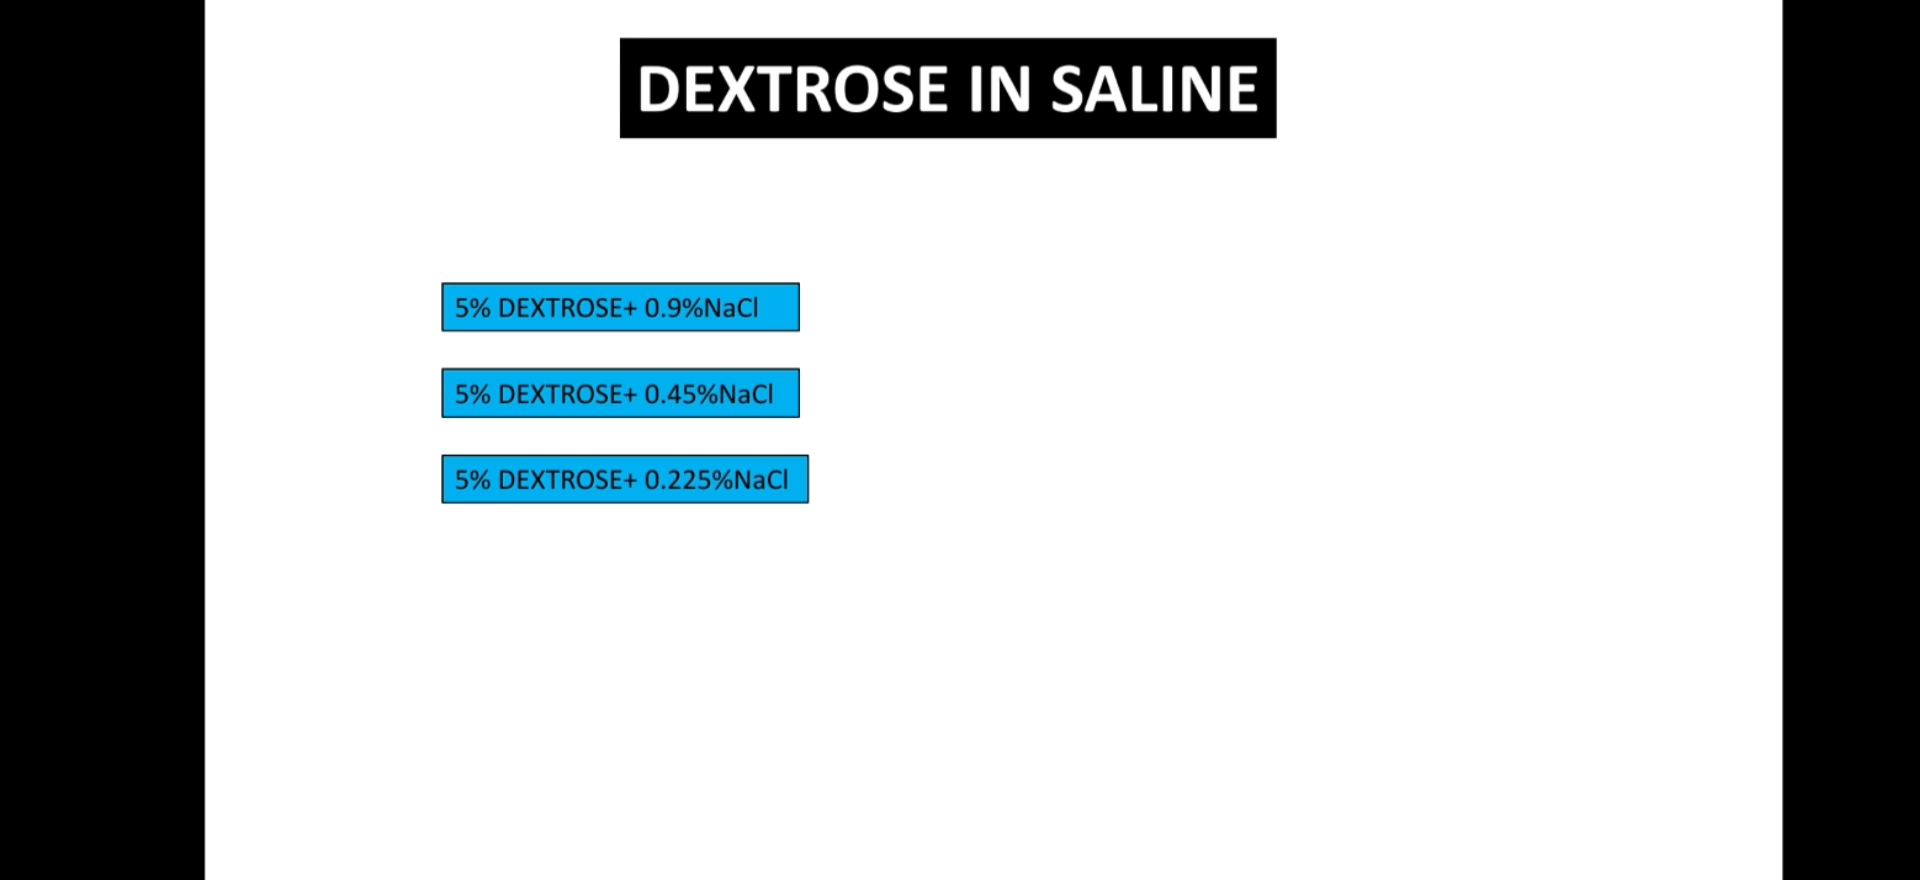 DEXTROSE IN SALINE
5% DEXTROSE+ 0.9%NaCl
5% DEXTROSE+ 0.45%NaCl
5% DEXTROSE+ 0.225%NaCl